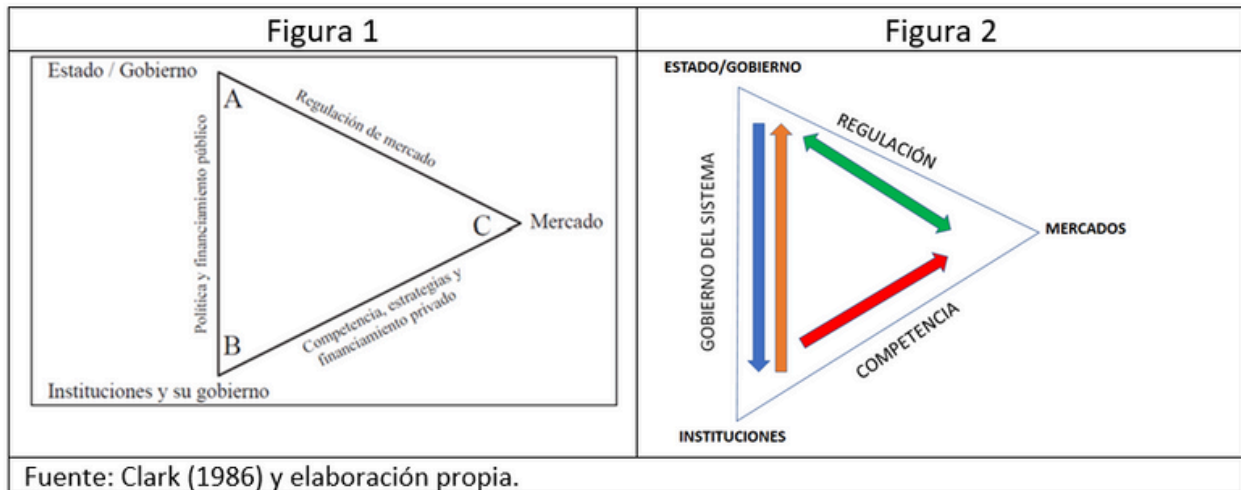 Figura 1
Figura 2
Estado / Gobierno
A
Regulación de mercado
Política y financiamiento público
C
Mercado
B
Competencia, estrategias y
financiamiento privado
Instituciones y su gobierno
ESTADO/GOBIERNO
REGULACIÓN
GOBIERNO DEL SISTEMA
MERCADOS
COMPETENCIA
INSTITUCIONES
Fuente: Clark (1986) y elaboración propia.